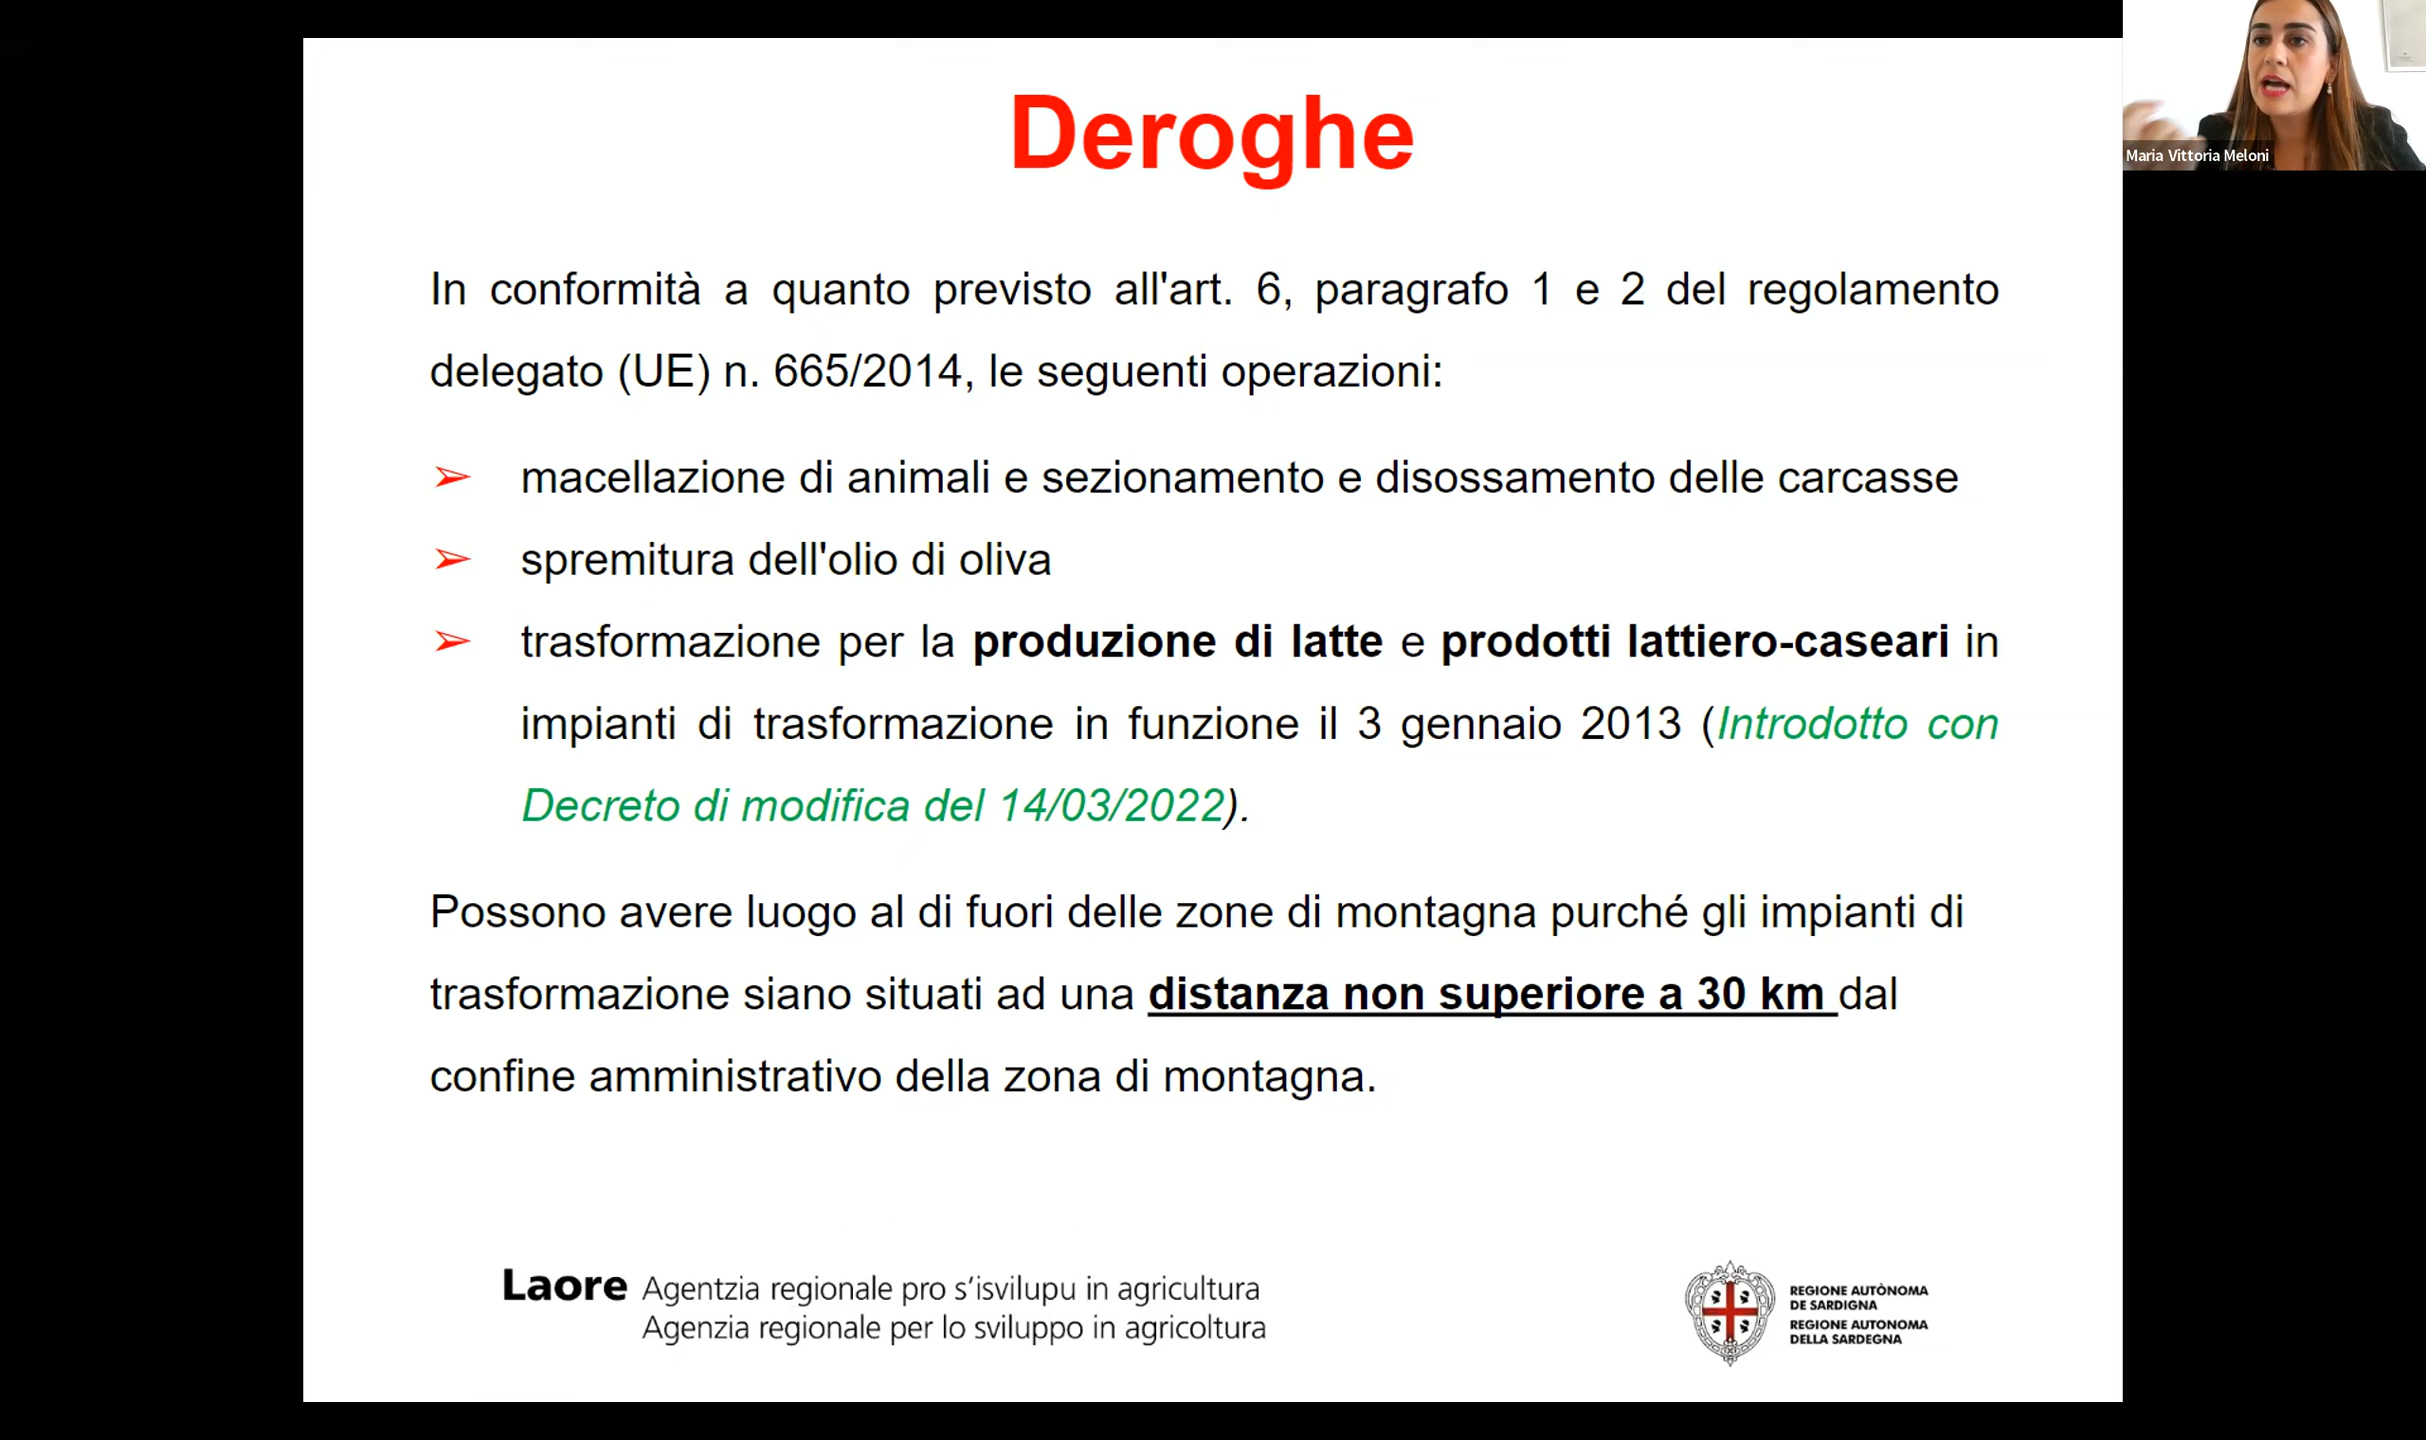 Deroghe
Maria Vittoria Meloni
In conformità a quanto previsto all'art. 6, paragrafo 1 e 2 del regolamento
delegato (UE) n. 665/2014, le seguenti operazioni:
➢ macellazione di animali e sezionamento e disossamento delle carcasse
➢ spremitura dell'olio di oliva
➢ trasformazione per la produzione di latte e prodotti lattiero-caseari in
impianti di trasformazione in funzione il 3 gennaio 2013 (Introdotto con
Decreto di modifica del 14/03/2022).
Possono avere luogo al di fuori delle zone di montagna purché gli impianti di
trasformazione siano situati ad una distanza non superiore a 30 km dal
confine amministrativo della zona di montagna.
Laore Agentzia regionale pro s'isvilupu in agricultura
Agenzia regionale per lo sviluppo in agricoltura
REGIONE AUTÒNOMA
DE SARDIGNA
REGIONE AUTONOMA
DELLA SARDEGNA